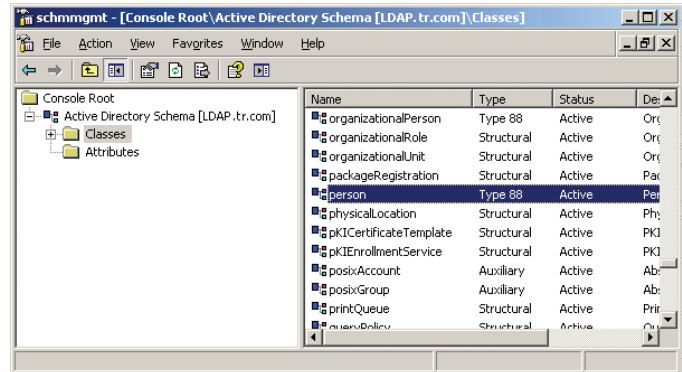 schmmgmt - [Console Root\Active Directory Schema [LDAP.tr.com]\Classes]
File Action View Favorites Window Help
Console Root
Active Directory Schema [LDAP.tr.com]
Classes
Attributes
Name Type Status
organizationalPerson Type 88 Active
organizationalRole Structural Active
organizationalUnit Structural Active
packageRegistration Structural Active
person Type 88 Active
physicalLocation Structural Active
pKICertificateTemplate Structural Active
pKIEnrollmentService Structural Active
posixAccount Auxiliary Active
posixGroup Auxiliary Active
printQueue Structural Active
queryPolicy Structural Active